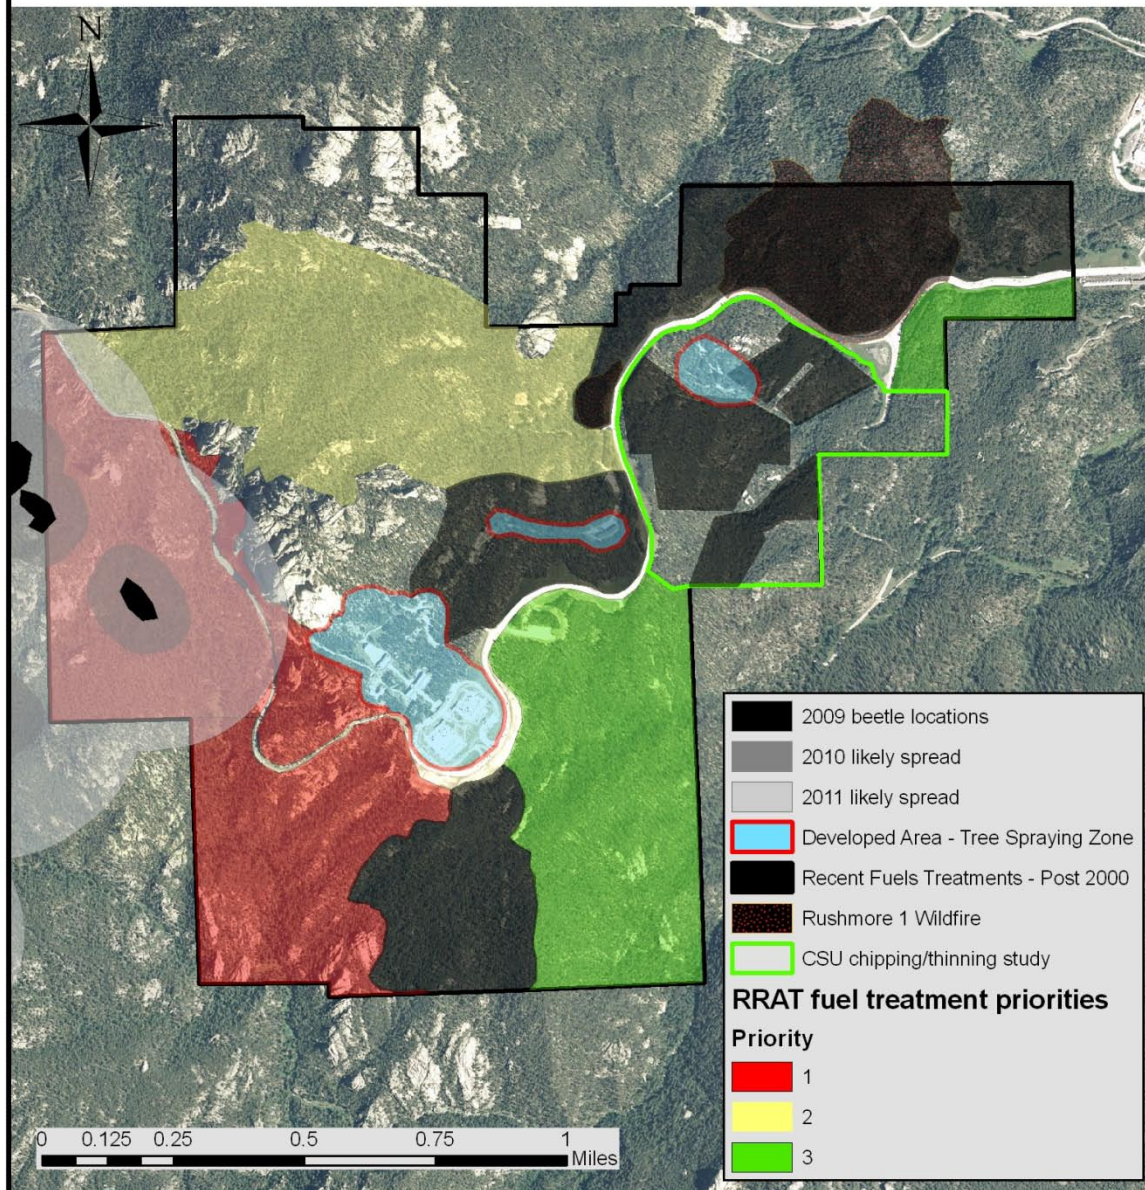 N
2009 beetle locations
2010 likely spread
2011 likely spread
Developed Area - Tree Spraying Zone
Recent Fuels Treatments - Post 2000
Rushmore 1 Wildfire
CSU chipping/thinning study
RRAT fuel treatment priorities
Priority
1
2
3
0 0.125 0.25 0.5 0.75 1
Miles